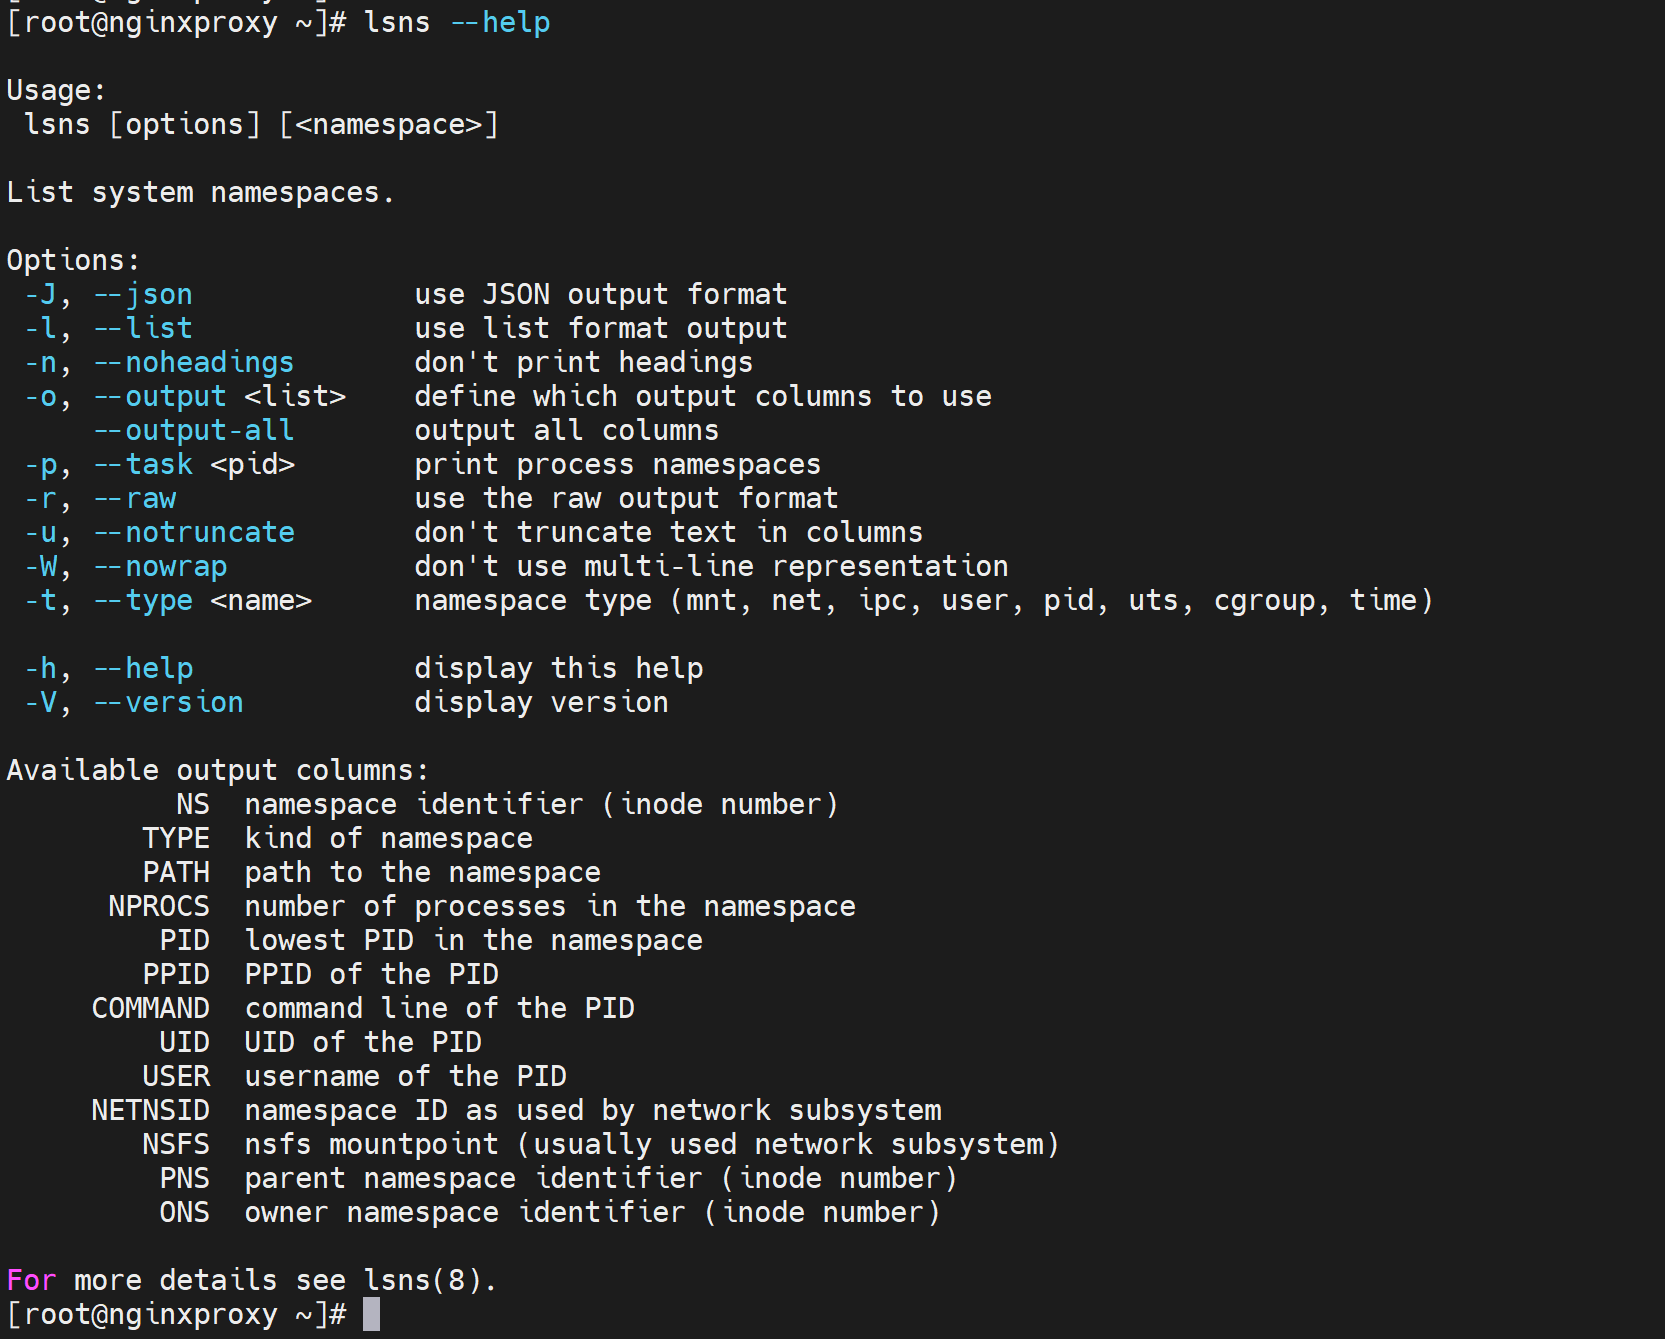 [root@nginxproxy ~]# lsns --help
Usage:
 lsns [options] [<namespace>]
List system namespaces.
Options:
 -J, --json             use JSON output format
 -l, --list             use list format output
 -n, --noheadings       don't print headings
 -o, --output <list>    define which output columns to use
     --output-all       output all columns
 -p, --task <pid>       print process namespaces
 -r, --raw              use the raw output format
 -u, --notruncate       don't truncate text in columns
 -W, --nowrap           don't use multi-line representation
 -t, --type <name>      namespace type (mnt, net, ipc, user, pid, uts, cgroup, time)
 -h, --help             display this help
 -V, --version          display version
Available output columns:
          NS  namespace identifier (inode number)
        TYPE  kind of namespace
        PATH  path to the namespace
      NPROCS  number of processes in the namespace
         PID  lowest PID in the namespace
        PPID  PPID of the PID
     COMMAND  command line of the PID
         UID  UID of the PID
        USER  username of the PID
     NETNSID  namespace ID as used by network subsystem
        NSFS  nsfs mountpoint (usually used network subsystem)
         PNS  parent namespace identifier (inode number)
         ONS  owner namespace identifier (inode number)
For more details see lsns(8).
[root@nginxproxy ~]#